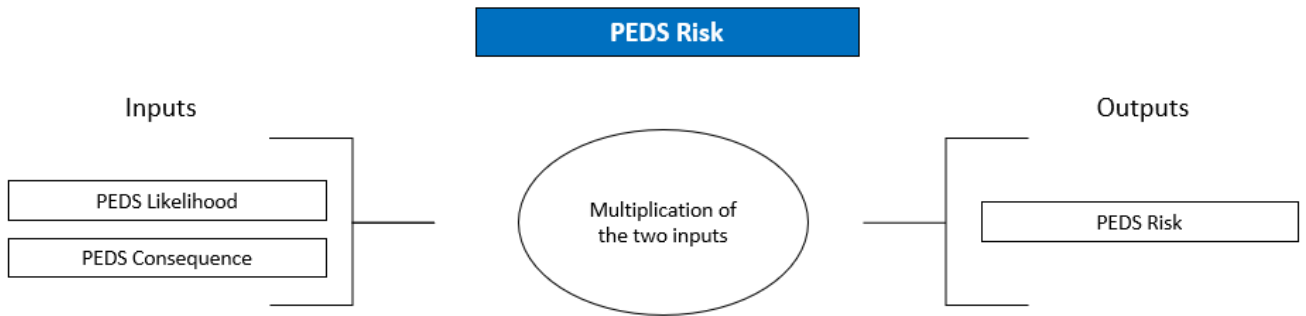 PEDS Risk
Inputs
Outputs
PEDS Likelihood
PEDS Consequence
Multiplication of
the two inputs
PEDS Risk